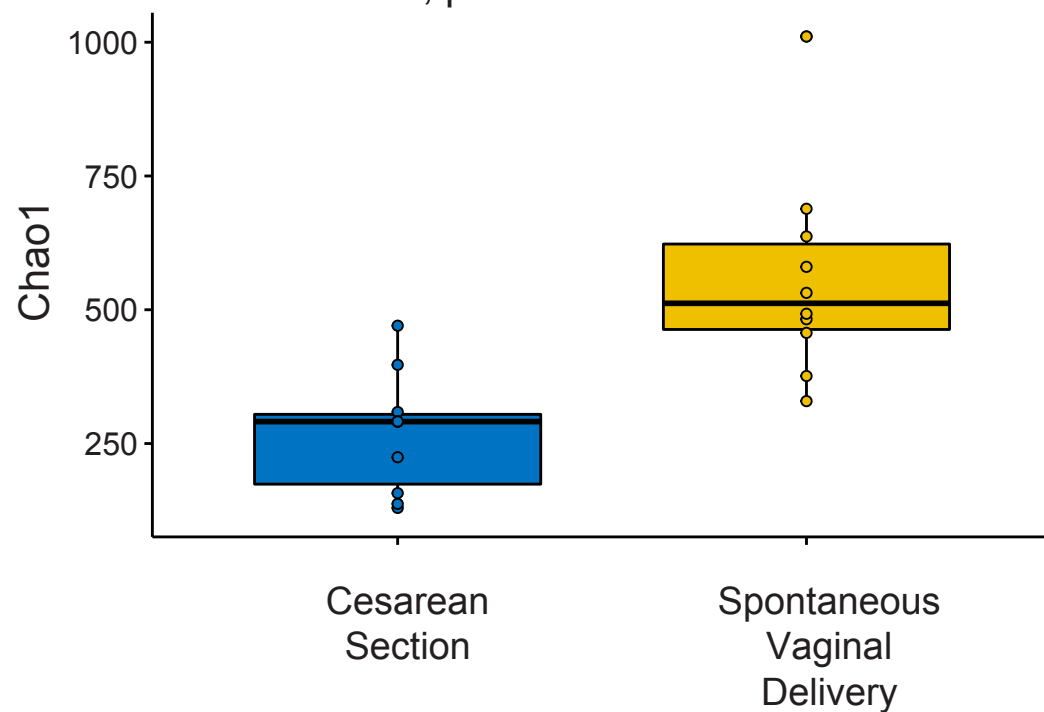 1000
750
500
250
Chao1
Cesarean
Section
Spontaneous
Vaginal
Delivery